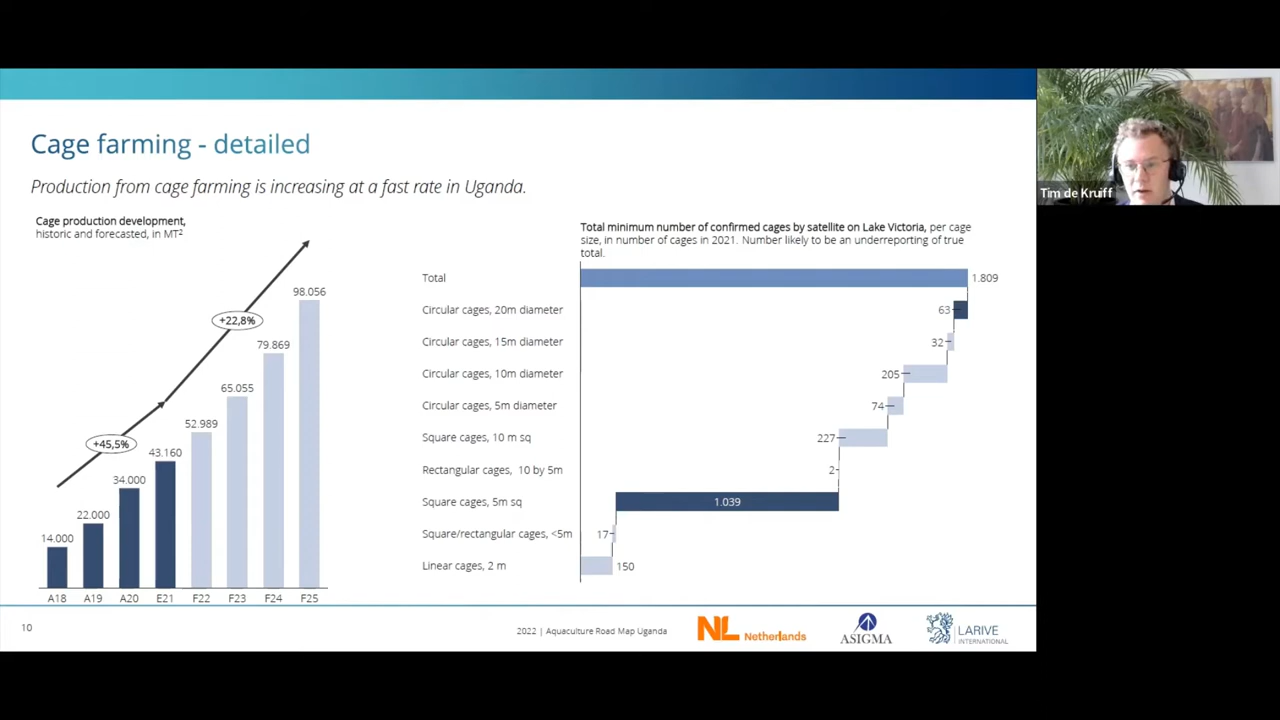 Cage farming - detailed
Production from cage farming is increasing at a fast rate in Uganda.
Cage production development,
historic and forecasted, in MT²
+45,5%
+22,8%
14.000
22.000
34.000
43.160
52.989
65.055
79.869
98.056
A18
A19
A20
E21
F22
F23
F24
F25
Total minimum number of confirmed cages by satellite on Lake Victoria, per cage
size, in number of cages in 2021. Number likely to be an underreporting of true
total.
Total
1.809
Circular cages, 20m diameter
63
Circular cages, 15m diameter
32
Circular cages, 10m diameter
205
Circular cages, 5m diameter
74
Square cages, 10 m sq
227
Rectangular cages, 10 by 5m
2
Square cages, 5m sq
1.039
Square/rectangular cages, <5m
17
Linear cages, 2 m
150
10
2022 | Aquaculture Road Map Uganda
NL Netherlands
ASIGMA
LARIVE
INTERNATIONAL
Tim de Kruiff